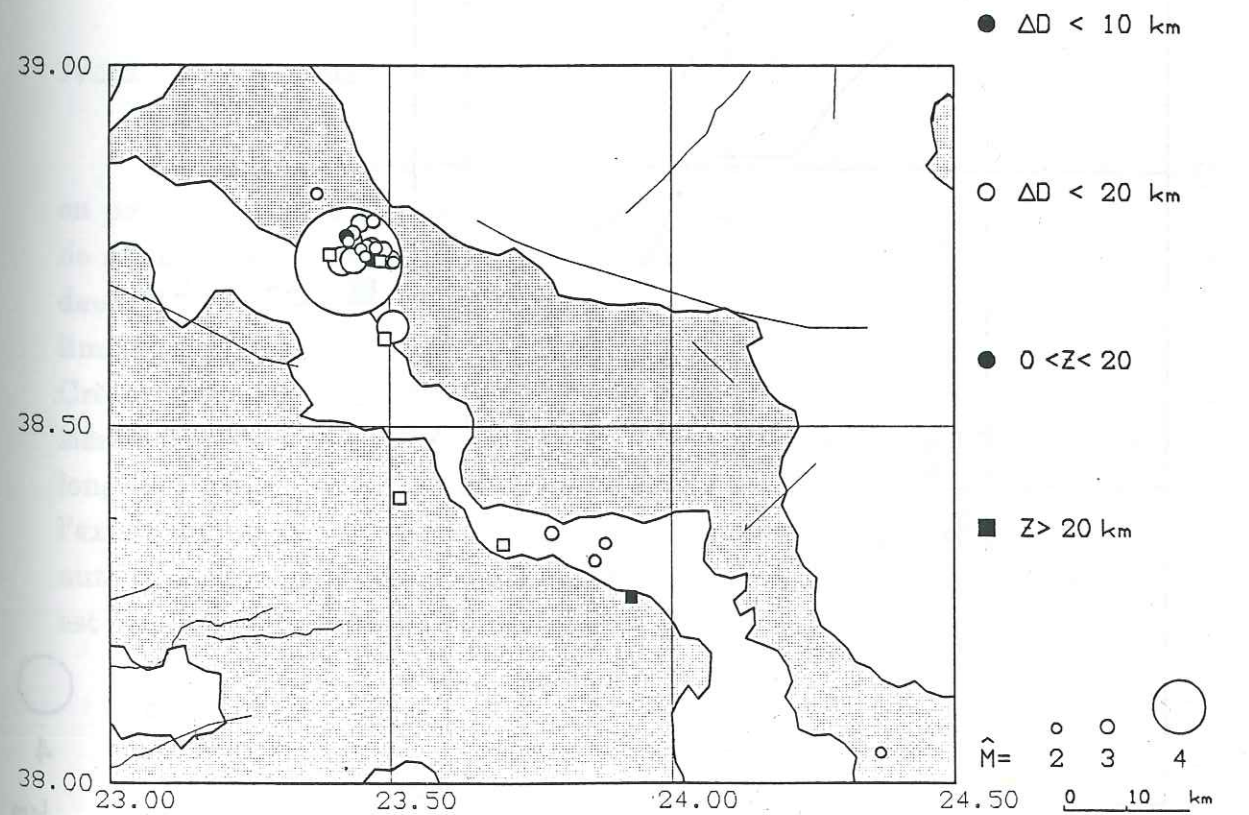 ● ΔD < 10 km
39.00
○ ΔD < 20 km
● 0 <Z< 20
38.50
■ Z> 20 km
M̂= 2 3 4
38.00
23.00 23.50 24.00 24.50
0 10 km